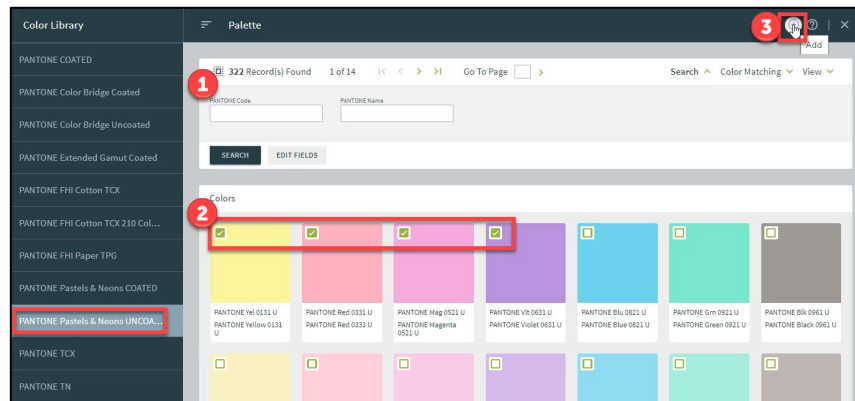 Color Library
Palette
3
Add
PANTONE COATED
PANTONE Color Bridge Coated
PANTONE Color Bridge Uncoated
PANTONE Extended Gamut Coated
PANTONE FHI Cotton TCX
PANTONE FHI Cotton TCX 210 Col...
PANTONE FHI Paper TPG
PANTONE Pastels & Neons COATED
PANTONE Pastels & Neons UNCOA...
PANTONE TCX
PANTONE TN
322 Record(s) Found 1 of 14 Go To Page Search Color Matching View
1
PANTONE Code PANTONE Name
SEARCH EDIT FIELDS
Colors
2
PANTONE Yel 0131 U
PANTONE Yellow 0131
U
PANTONE Red 0331 U
PANTONE Red 0331 U
PANTONE Mag 0521 U
PANTONE Magenta
0521 U
PANTONE Vlt 0631 U
PANTONE Violet 0631 U
PANTONE Blu 0821 U
PANTONE Blue 0821 U
PANTONE Grn 0921 U
PANTONE Green 0921 U
PANTONE Blk 0961 U
PANTONE Black 0961 U